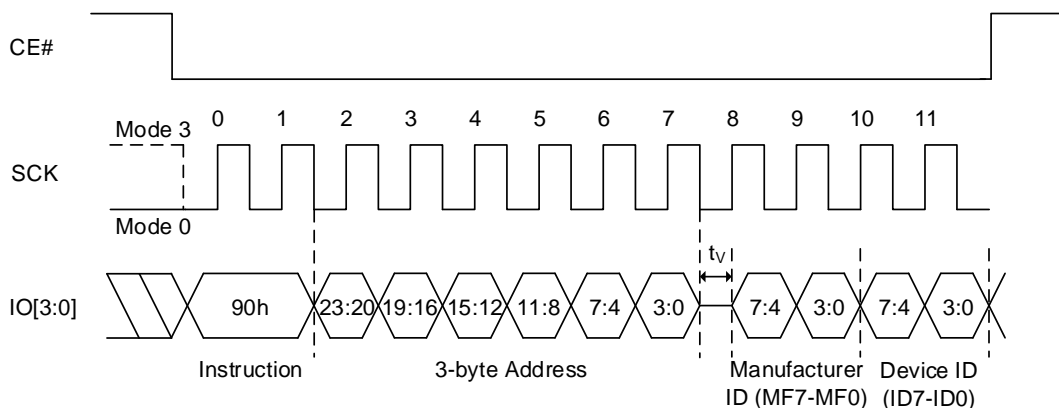 CE#
0 1 2 3 4 5 6 7 8 9 10 11
Mode 3
SCK
Mode 0
tV
IO[3:0] 90h 23:20 19:16 15:12 11:8 7:4 3:0 7:4 3:0 7:4 3:0
Instruction 3-byte Address Manufacturer Device ID
ID (MF7-MF0) (ID7-ID0)